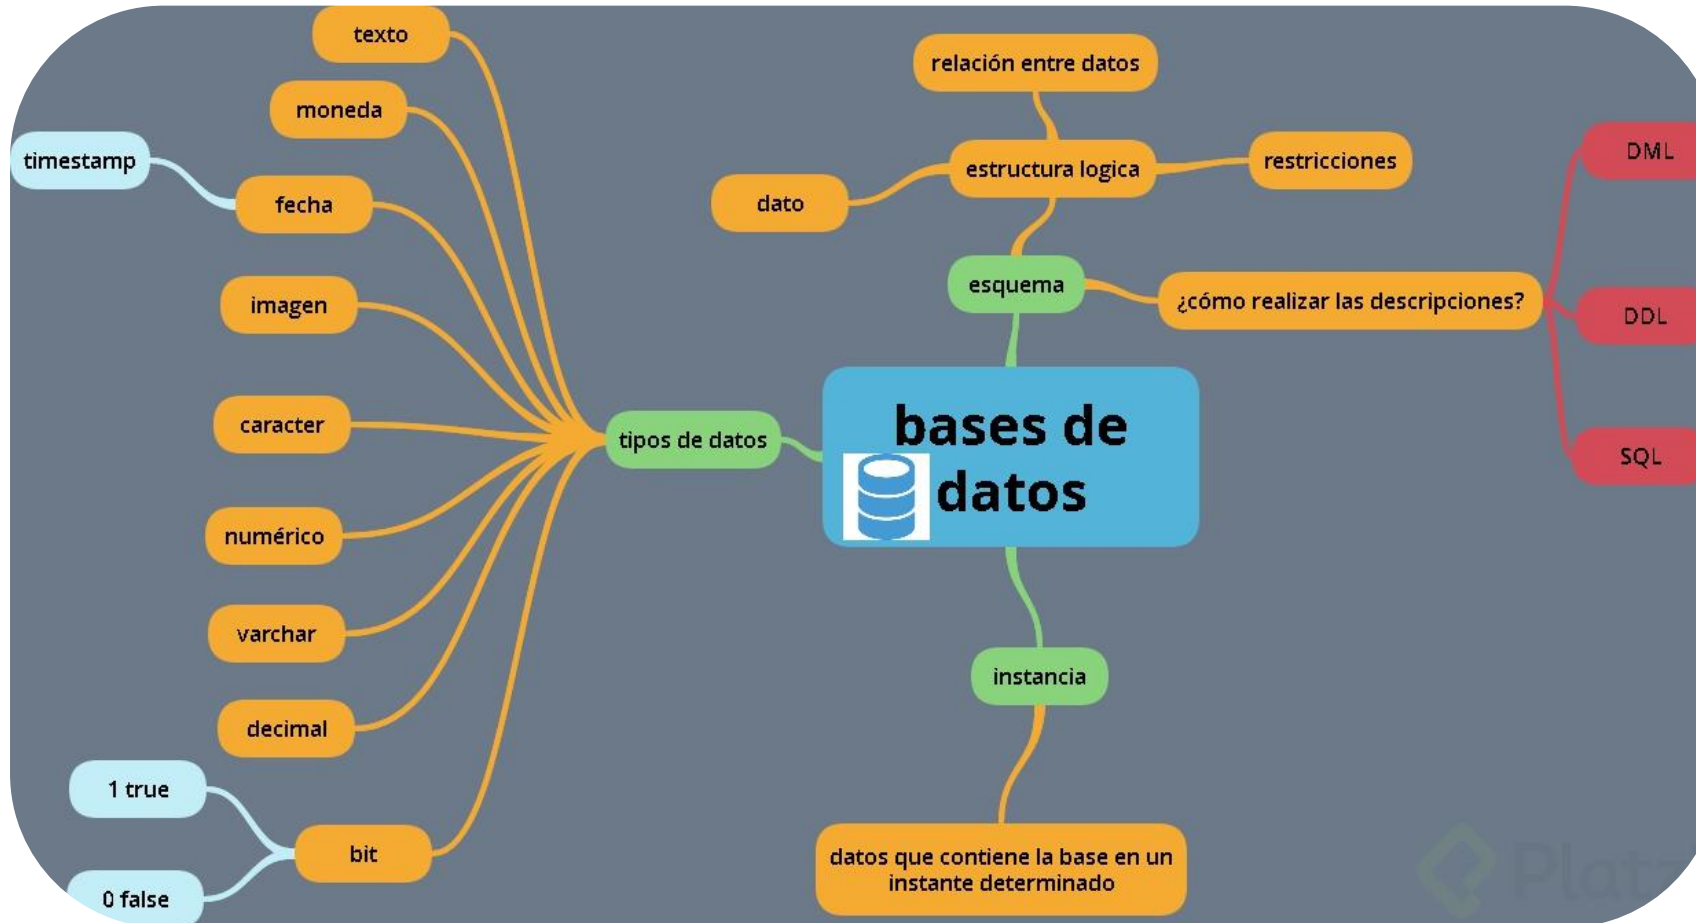 texto
relación entre datos
moneda
DML
timestamp
estructura logica
restricciones
fecha
dato
esquema
imagen
¿cómo realizar las descripciones?
DDL
bases de
datos
caracter
tipos de datos
SQL
numérico
varchar
instancia
decimal
1 true
bit
datos que contiene la base en un
instante determinado
0 false